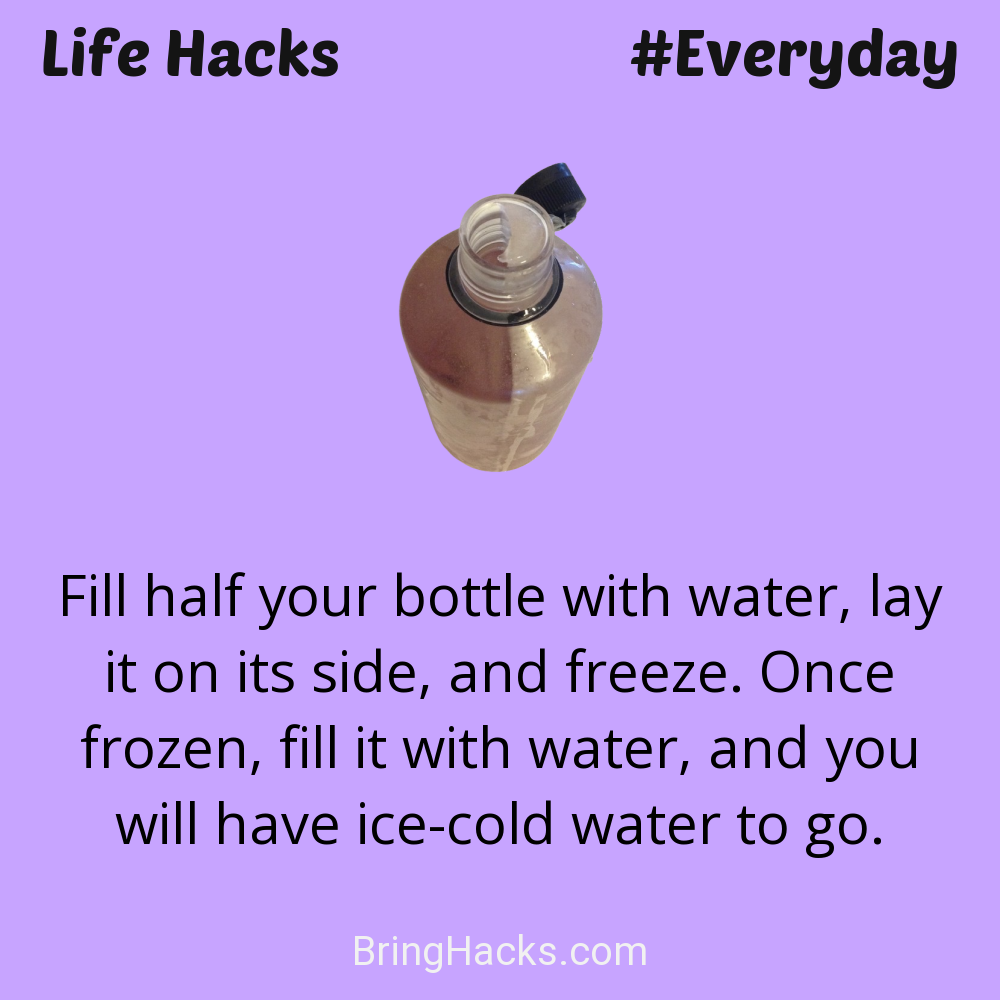 Life Hacks
#Everyday
Fill half your bottle with water, lay
it on its side, and freeze. Once
frozen, fill it with water, and you
will have ice-cold water to go.
BringHacks.com